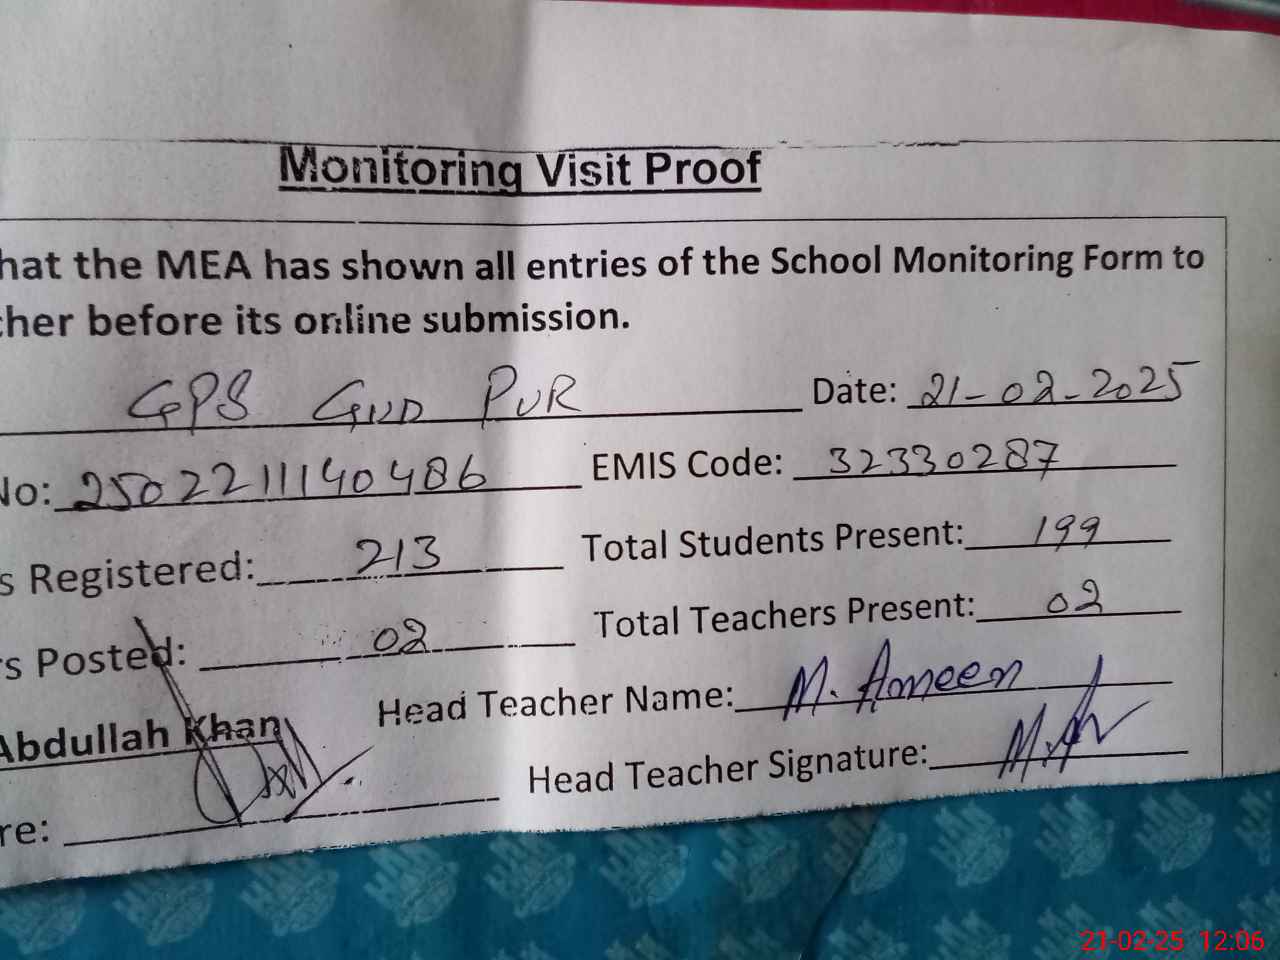 Monitoring Visit Proof
hat the MEA has shown all entries of the School Monitoring Form to
cher before its online submission.
GPS GUD PUR Date: 21-02-2025
No: 25022111140486 EMIS Code: 32330287
s Registered: 213 Total Students Present: 199
rs Posted: 02 Total Teachers Present: 02
Abdullah Khan Head Teacher Name: M. Ameen
re: Head Teacher Signature:
21-02-25 12:06